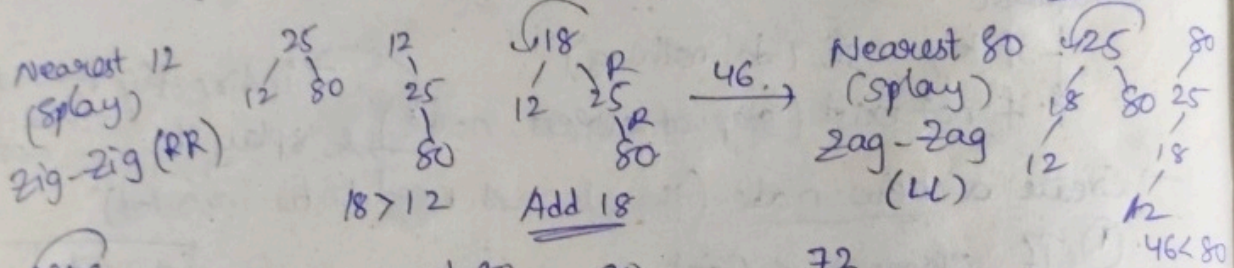 Nearest 12
(Splay)
Zig-Zig (RR)
25
12 80
12
25
80
18 > 12
18
R
12 25
R
80
Add 18
46.
Nearest 80
(Splay)
Zag-Zag
(LL)
25
18 80
12
80
25
18
12
46 < 80
72